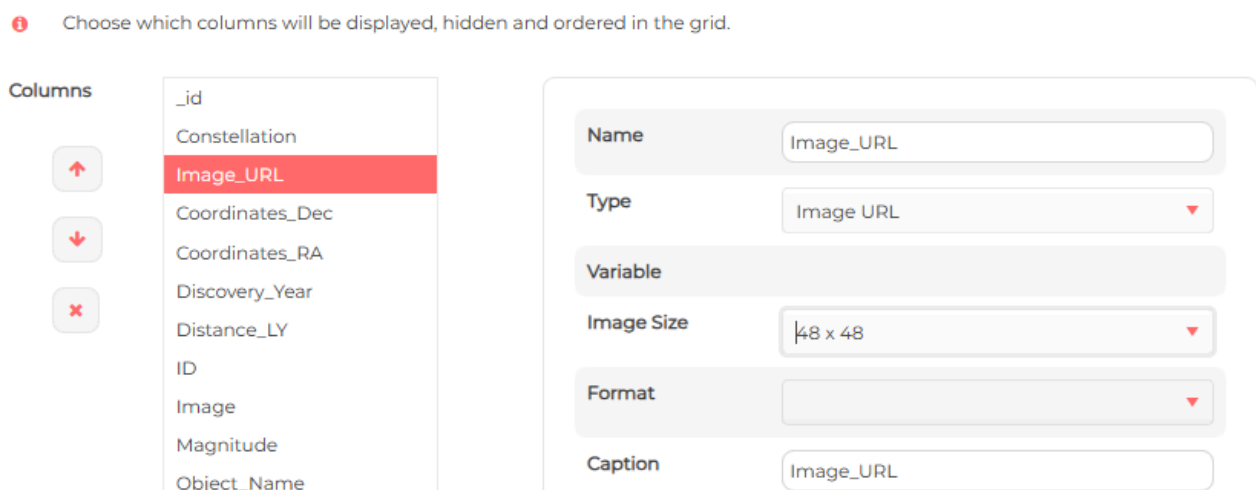 Choose which columns will be displayed, hidden and ordered in the grid.
Columns
_id
Constellation
Image_URL
Coordinates_Dec
Coordinates_RA
Discovery_Year
Distance_LY
ID
Image
Magnitude
Object_Name
Name
Image_URL
Type
Image URL
Variable
Image Size
48 x 48
Format
Caption
Image_URL